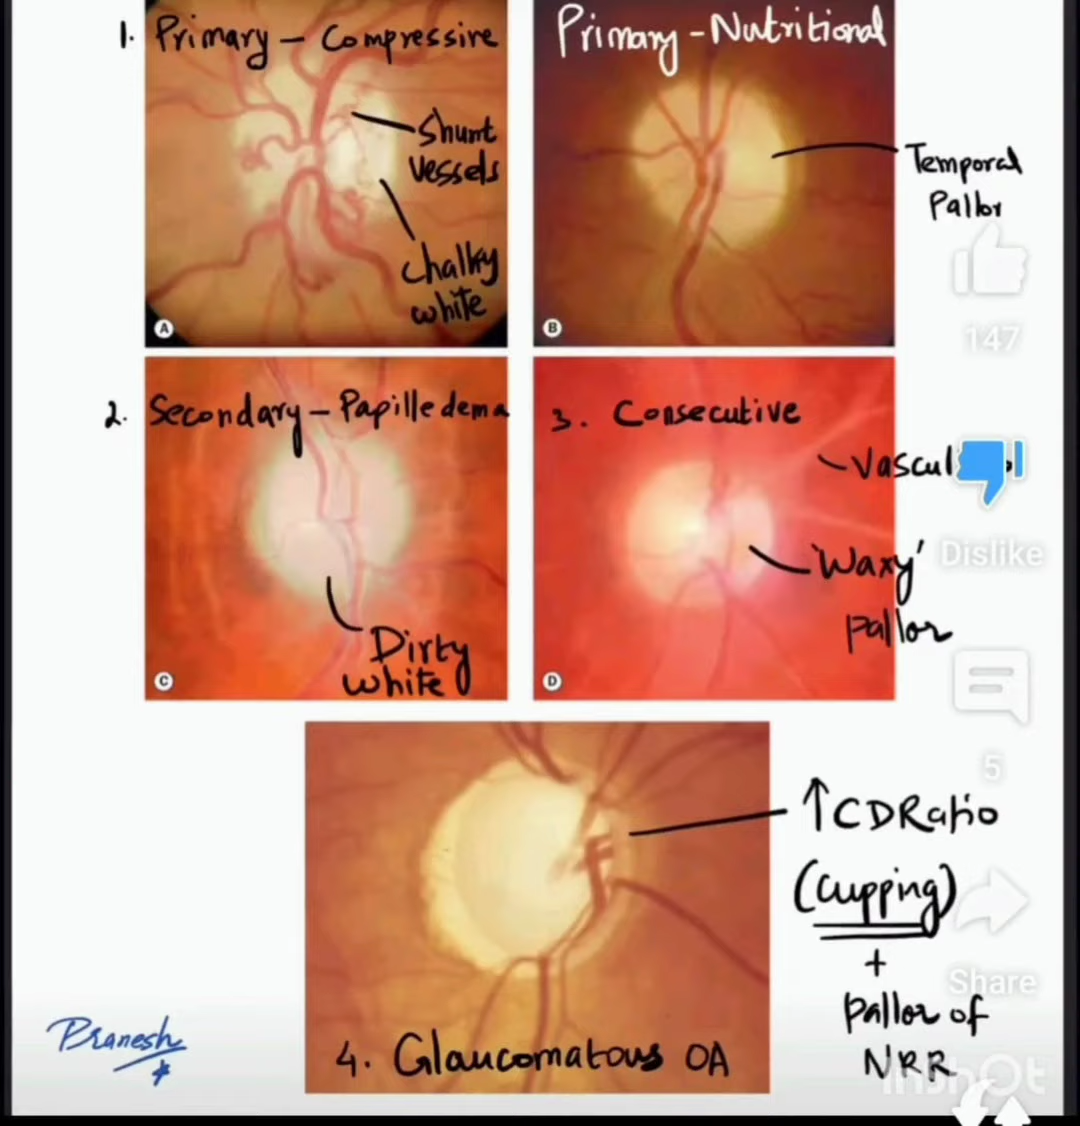 1. Primary – Compressive
Shunt
vessels
Chalky
white
A
Primary - Nutritional
Temporal
Pallor
B
147
2. Secondary – Papilledema
Dirty
white
C
3. Consecutive
Dislike
'Waxy'
pallor
D
5
↑CDRatio
(Cupping)
+
pallor of
NRR
Share
4. Glaucomatous OA
Pranesh
InShOt